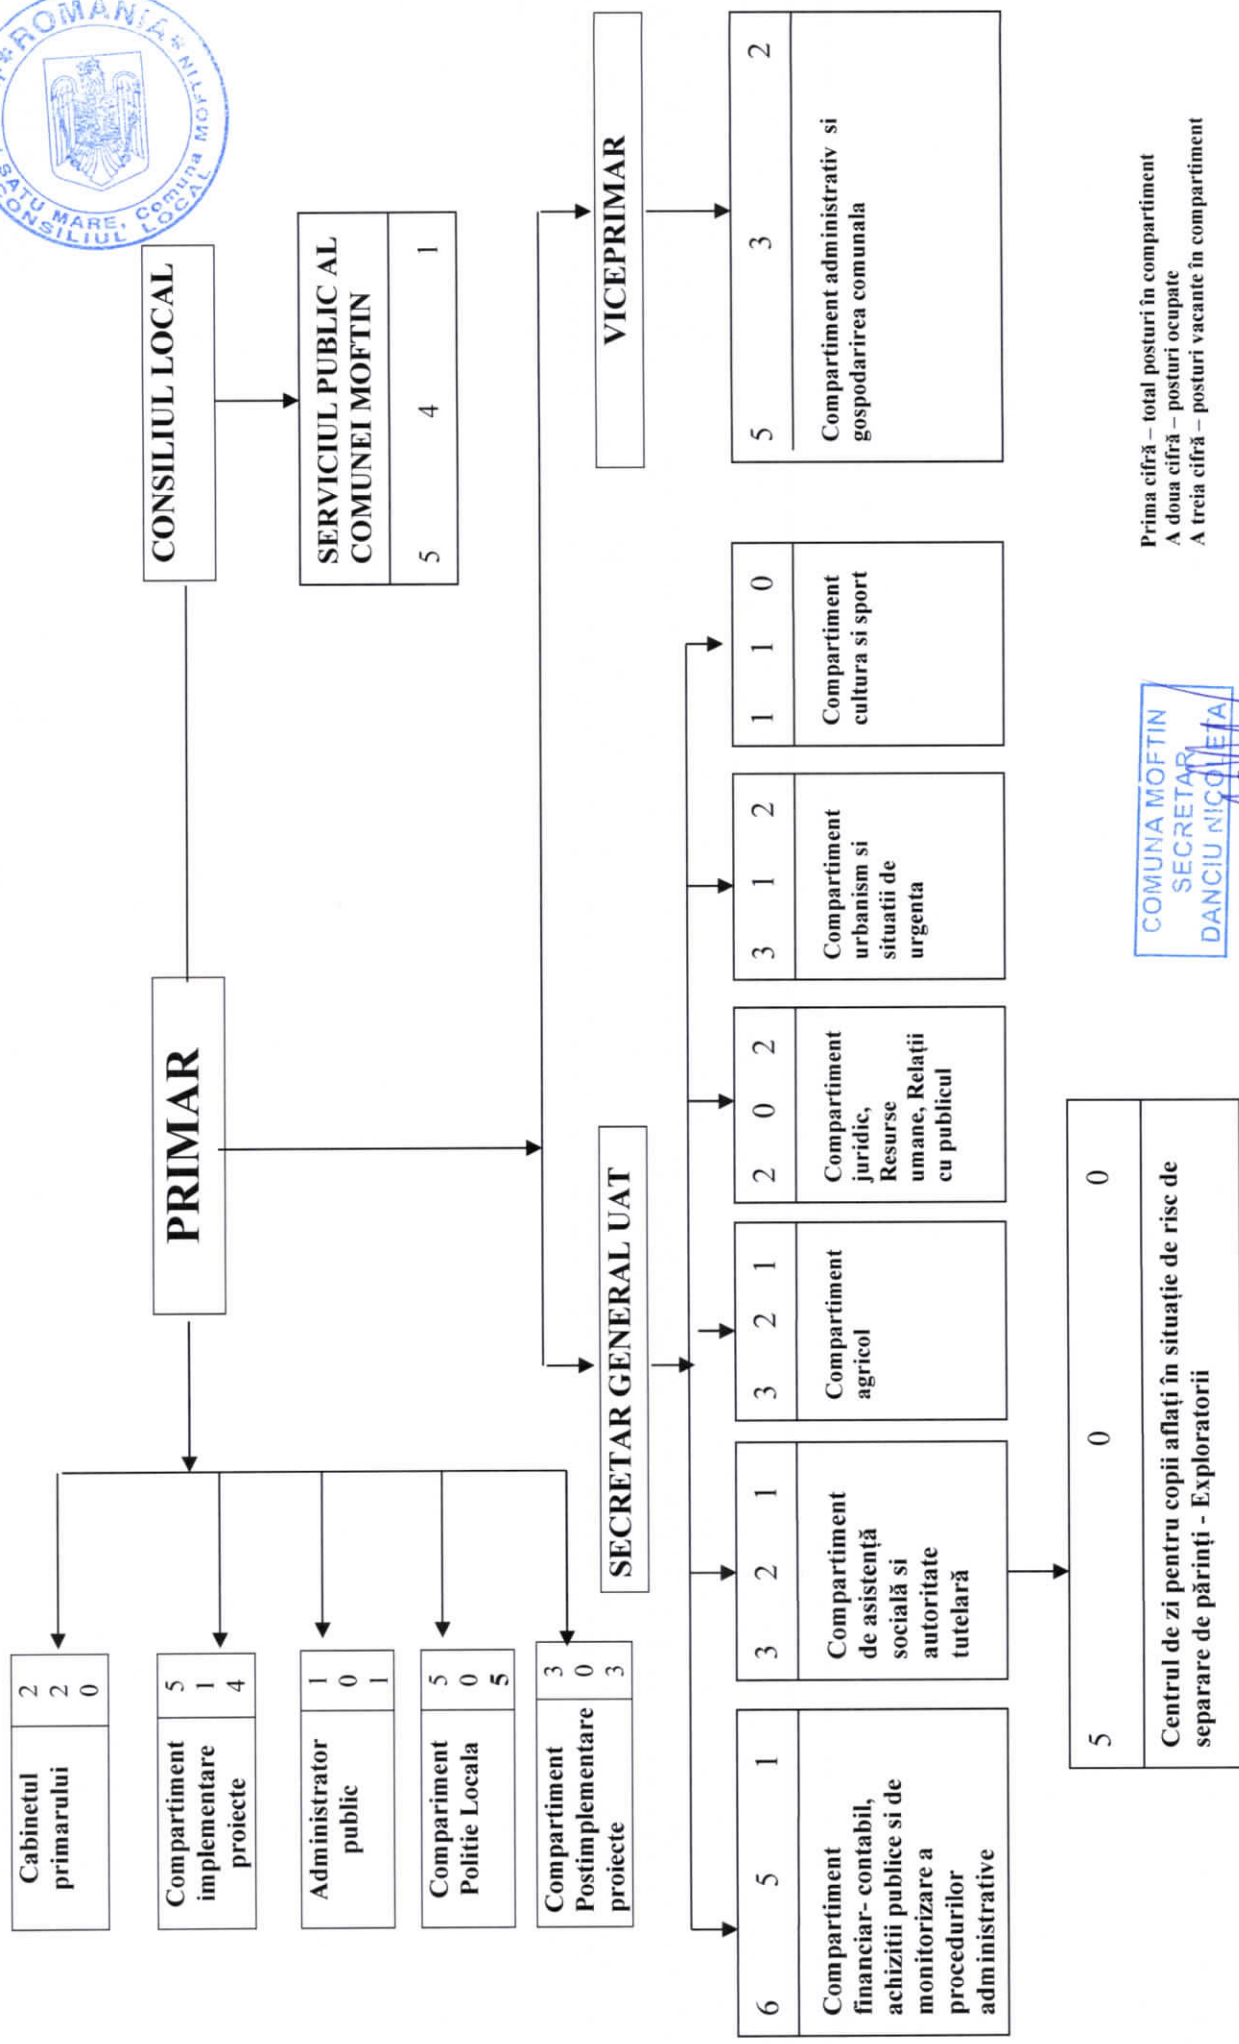 ROMANIA
SATU MARE, Comuna MOFTIN
CONSILIUL LOCAL
CONSILIUL LOCAL
PRIMAR
SERVICIUL PUBLIC AL
COMUNEI MOFTIN
5 4 1
Cabinetul
primarului
2
2
0
Compartiment
implementare
proiecte
5
1
4
Administrator
public
1
0
1
Compariment
Politie Locala
5
0
5
Compartiment
Postimplementare
proiecte
3
0
3
SECRETAR GENERAL UAT
VICEPRIMAR
6 5 1
Compartiment
financiar- contabil,
achizitii publice si de
monitorizare a
procedurilor
administrative
3 2 1
Compartiment
de asistență
socială si
autoritate
tutelară
3 2 1
Compartiment
agricol
2 0 2
Compartiment
juridic,
Resurse
umane, Relații
cu publicul
3 1 2
Compartiment
urbanism si
situatii de
urgenta
1 1 0
Compartiment
cultura si sport
5 3 2
Compartiment administrativ si
gospodarirea comunala
5 0 0
Centrul de zi pentru copii aflați în situație de risc de
separare de părinți - Exploratorii
COMUNA MOFTIN
SECRETAR
DANCIU NICOLETA
Prima cifră – total posturi în compartiment
A doua cifră – posturi ocupate
A treia cifră – posturi vacante în compartiment